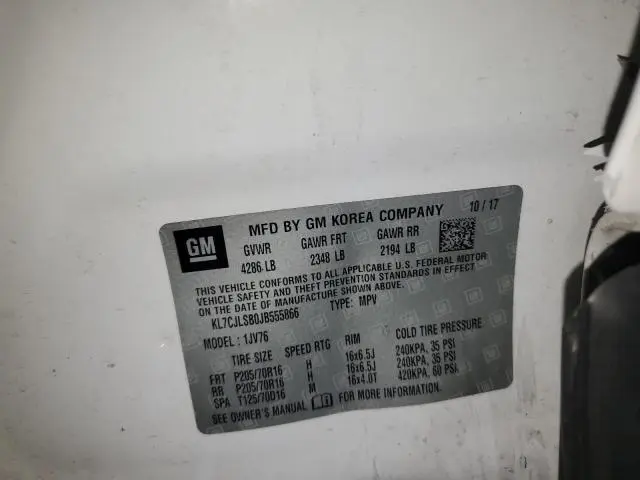 GM
MFD BY GM KOREA COMPANY 10 / 17
GVWR GAWR FRT GAWR RR
4286 LB 2348 LB 2194 LB
THIS VEHICLE CONFORMS TO ALL APPLICABLE U.S. FEDERAL MOTOR
VEHICLE SAFETY AND THEFT PREVENTION STANDARDS IN EFFECT
ON THE DATE OF MANUFACTURE SHOWN ABOVE.
KL7CJLSB0JB555866 TYPE: MPV
MODEL: 1JV76
TIRE SIZE SPEED RTG RIM COLD TIRE PRESSURE
FRT P205/70R16 H 16x6.5J 240KPA, 35 PSI
RR P205/70R16 H 16x6.5J 240KPA, 35 PSI
SPA T125/70D16 M 16x4.0T 420KPA, 60 PSI
SEE OWNER'S MANUAL FOR MORE INFORMATION.